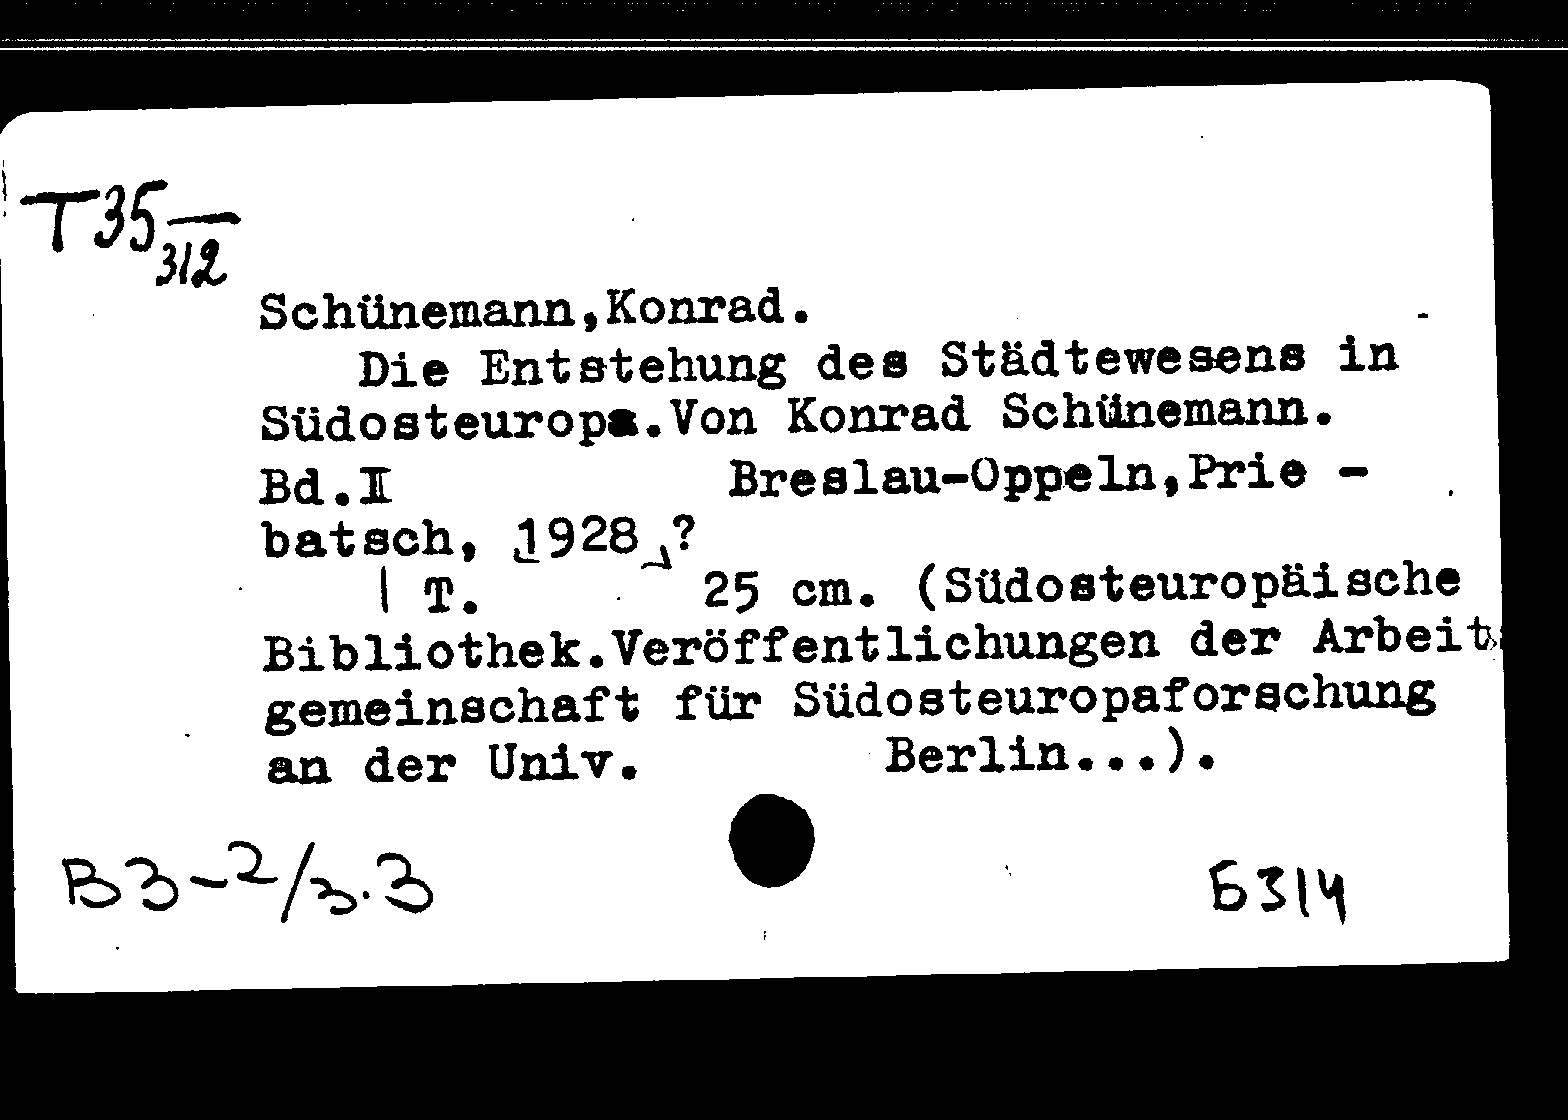 T35
312
Schünemann,Konrad.
Die Entstehung des Städtewesens in
Südosteuropa.Von Konrad Schünemann.
Bd.II Breslau-Oppeln,Prie -
batsch, 1928 ?
| T. 25 cm. (Südosteuropäische
Bibliothek.Veröffentlichungen der Arbeits
gemeinschaft für Südosteuropaforschung
an der Univ. Berlin...).
B3-2/3.3 Б314